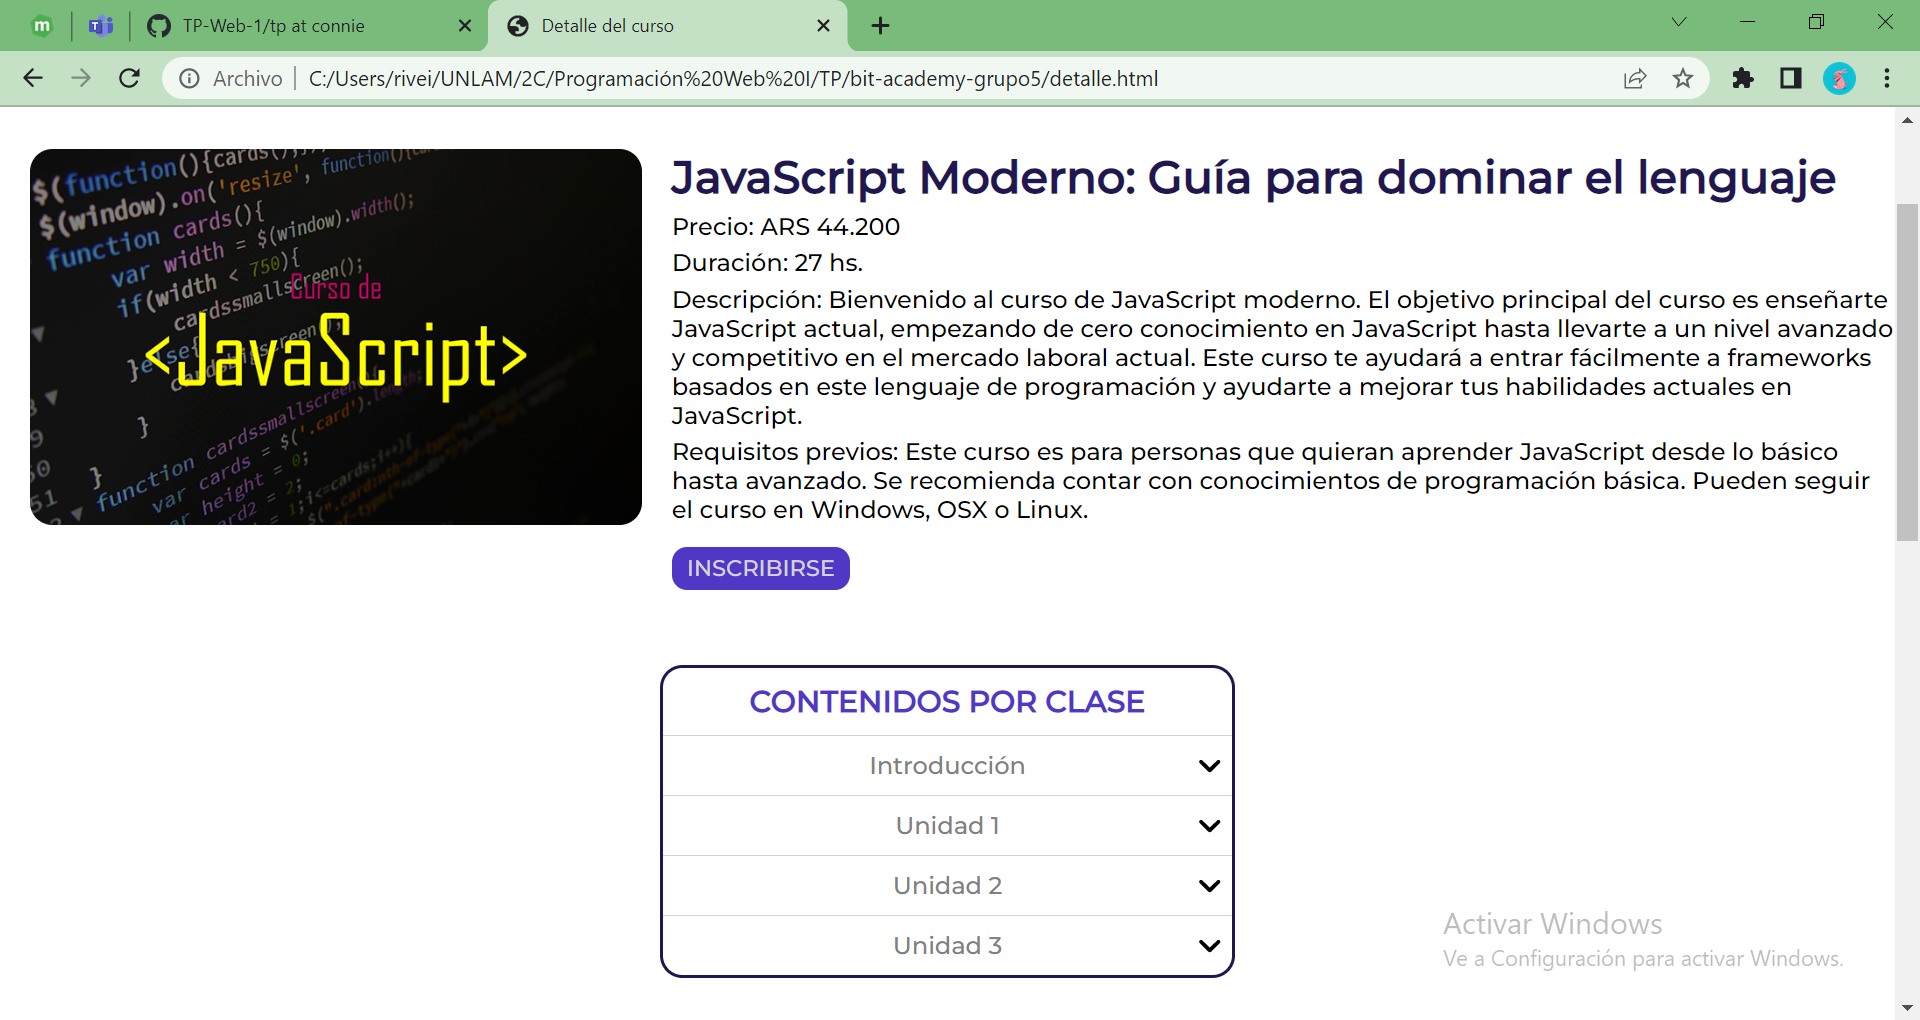 m
TP-Web-1/tp at connie
Detalle del curso
Archivo
C:/Users/rivei/UNLAM/2C/Programación%20Web%20I/TP/bit-academy-grupo5/detalle.html
$(function(){cards();
$(window).on('resize', function(){
function cards(){
var width = $(window).width();
if(width < 750){
cardssmallscreen();
}else{
cardsbigscreen();
}
}
function cardssmallscreen(){
var cards = $('.card').length;
var height = 0;
Curso de
<JavaScript>
JavaScript Moderno: Guía para dominar el lenguaje
Precio: ARS 44.200
Duración: 27 hs.
Descripción: Bienvenido al curso de JavaScript moderno. El objetivo principal del curso es enseñarte
JavaScript actual, empezando de cero conocimiento en JavaScript hasta llevarte a un nivel avanzado
y competitivo en el mercado laboral actual. Este curso te ayudará a entrar fácilmente a frameworks
basados en este lenguaje de programación y ayudarte a mejorar tus habilidades actuales en
JavaScript.
Requisitos previos: Este curso es para personas que quieran aprender JavaScript desde lo básico
hasta avanzado. Se recomienda contar con conocimientos de programación básica. Pueden seguir
el curso en Windows, OSX o Linux.
INSCRIBIRSE
CONTENIDOS POR CLASE
Introducción
Unidad 1
Unidad 2
Unidad 3
Activar Windows
Ve a Configuración para activar Windows.